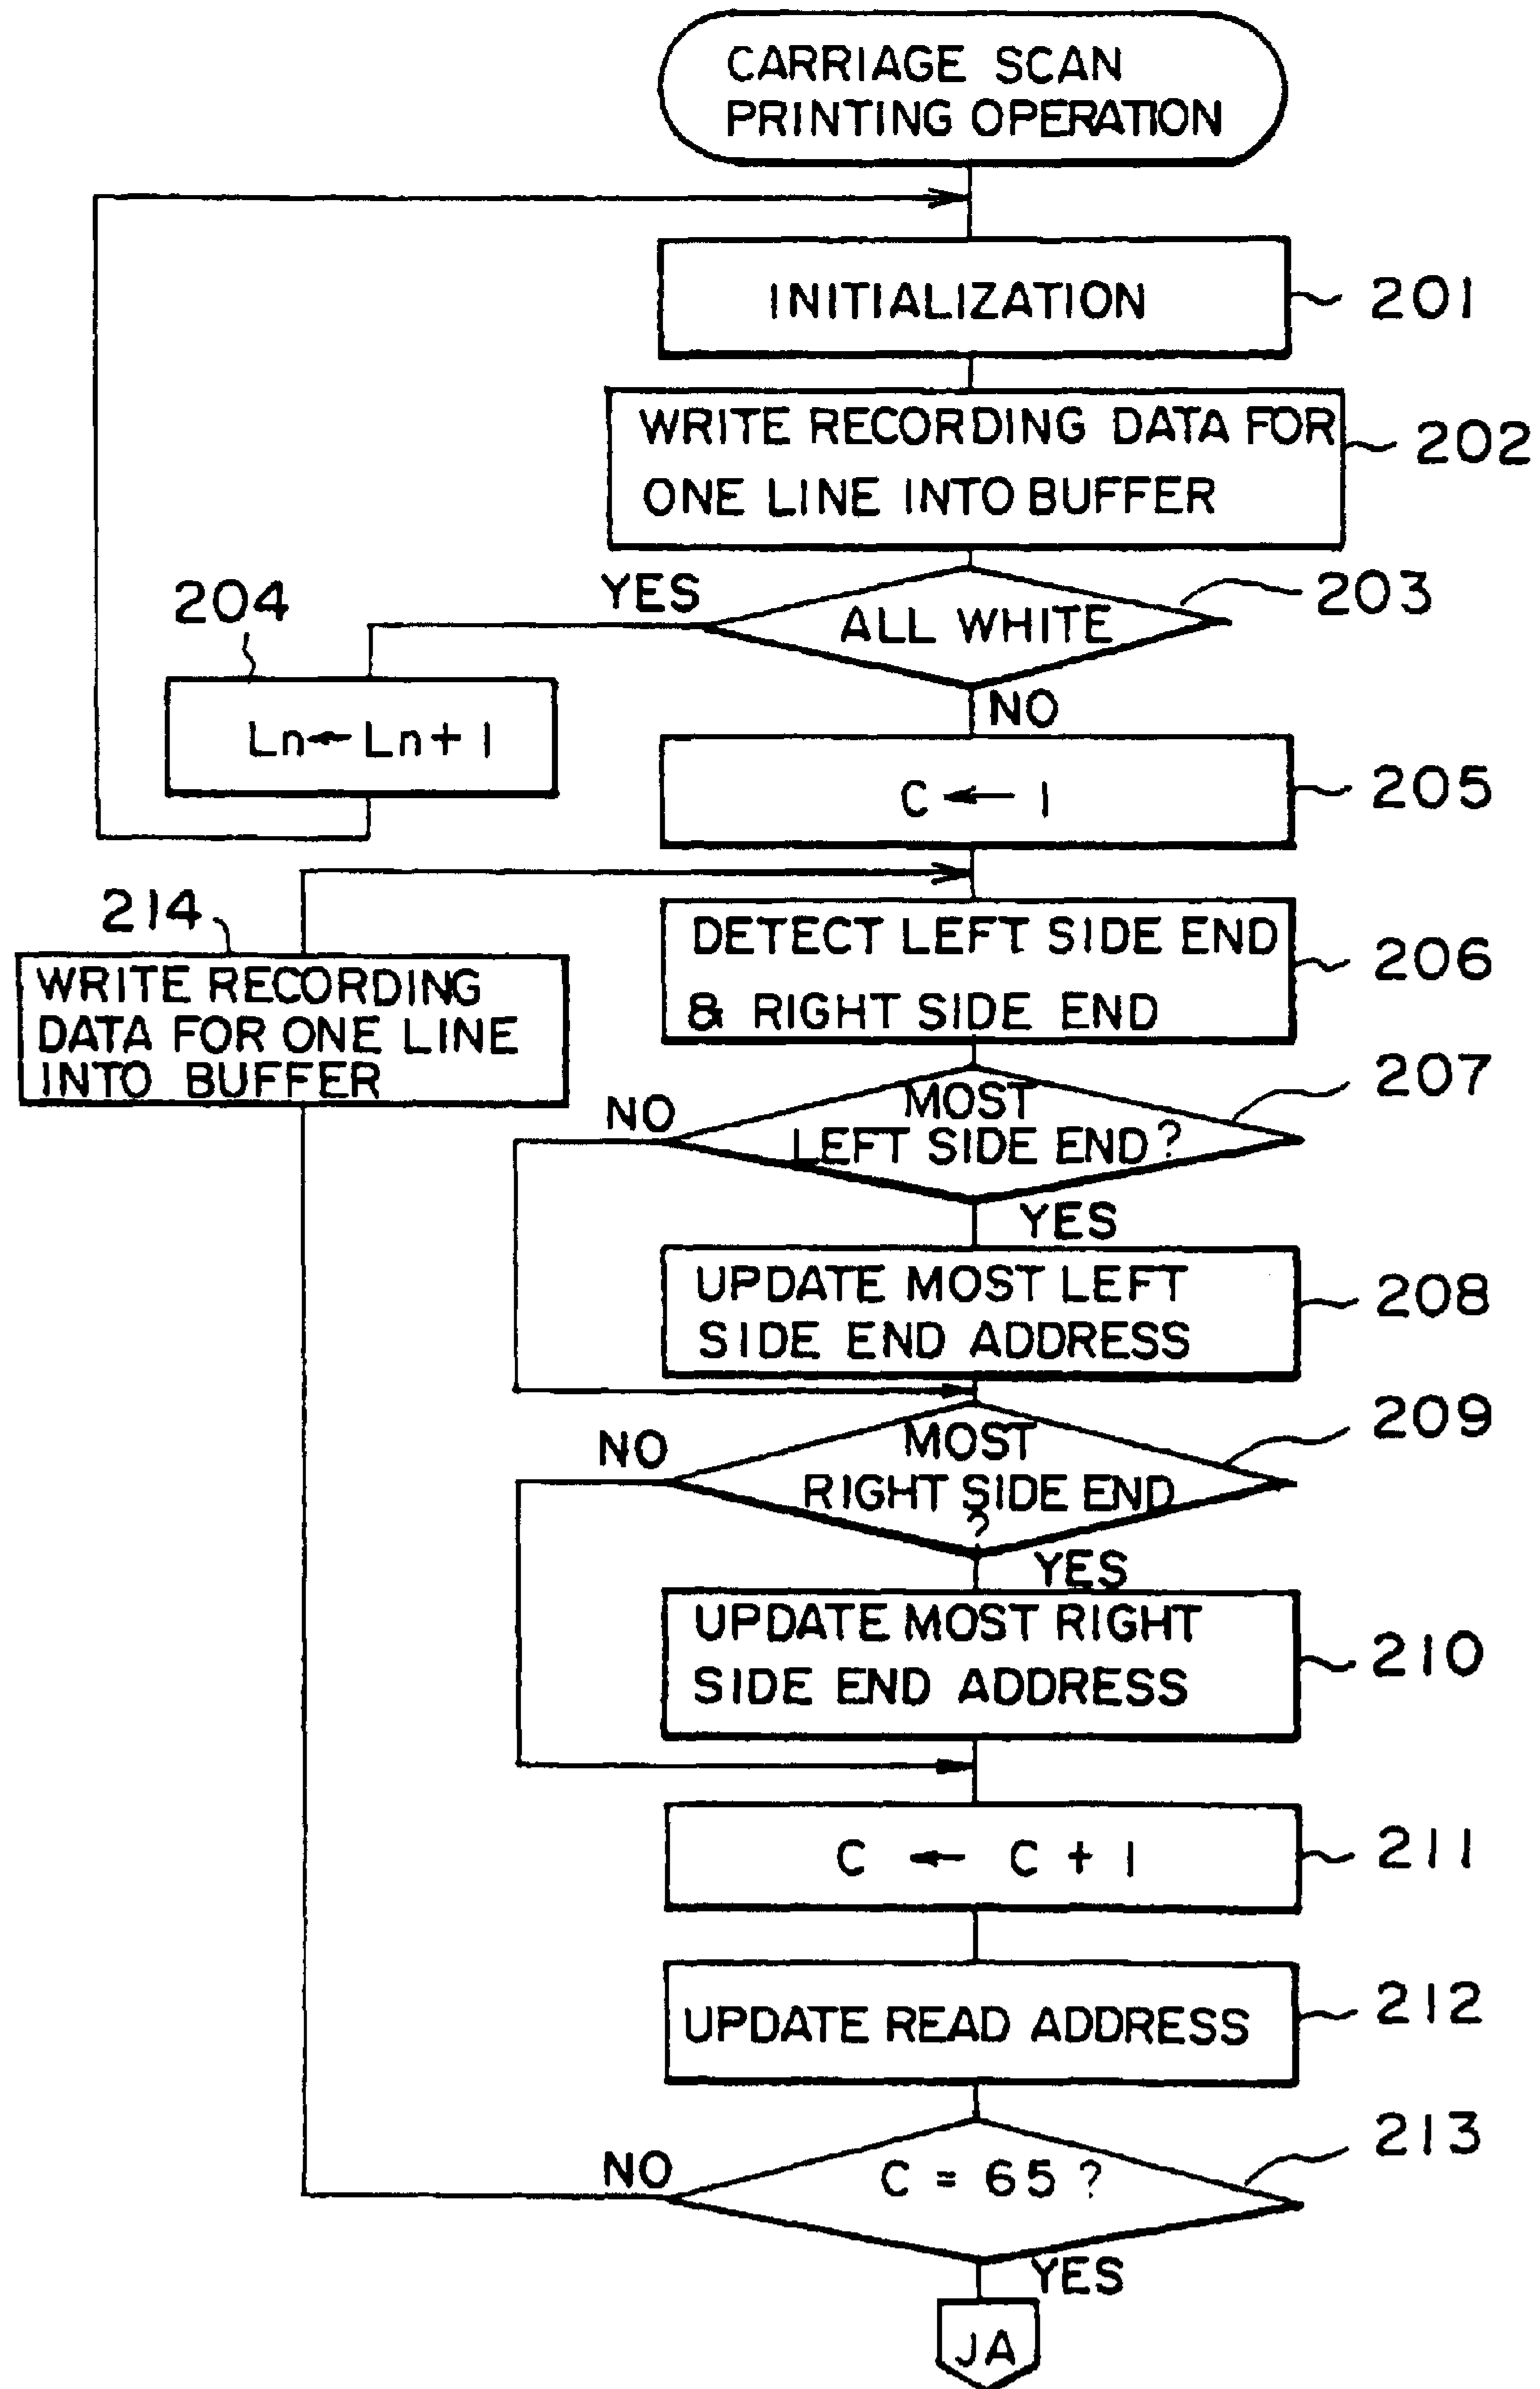 CARRIAGE SCAN
PRINTING OPERATION
INITIALIZATION
201
WRITE RECORDING DATA FOR
ONE LINE INTO BUFFER
202
YES
ALL WHITE
203
204
NO
Ln ← Ln + 1
C ← 1
205
214
WRITE RECORDING
DATA FOR ONE LINE
INTO BUFFER
DETECT LEFT SIDE END
& RIGHT SIDE END
206
NO
MOST
LEFT SIDE END?
207
YES
UPDATE MOST LEFT
SIDE END ADDRESS
208
NO
MOST
RIGHT SIDE END
?
209
YES
UPDATE MOST RIGHT
SIDE END ADDRESS
210
C ← C + 1
211
UPDATE READ ADDRESS
212
NO
C = 65 ?
213
YES
JA